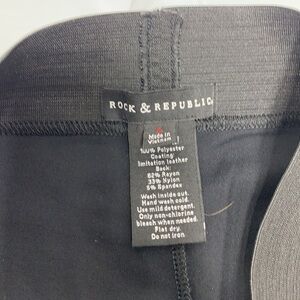 ROCK & REPUBLIC
Made in
Vietnam
100% Polyester
Coating
Imitation leather
Back:
62% Rayon
33% Nylon
5% Spandex
Wash inside out.
Hand wash cold.
Use mild detergent.
Only non-chlorine
bleach when needed.
Flat dry.
Do not iron